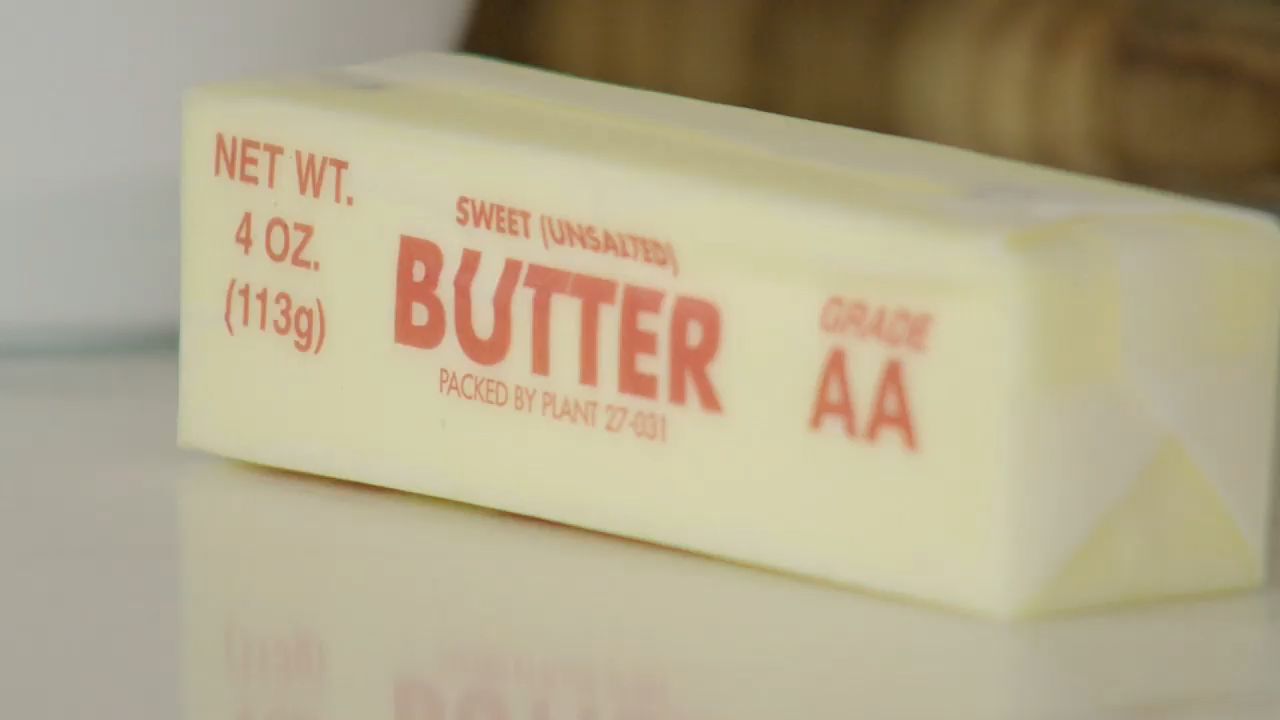 NET WT.
4 OZ.
(113g)
SWEET (UNSALTED)
BUTTER
PACKED BY PLANT 27-031
GRADE
AA